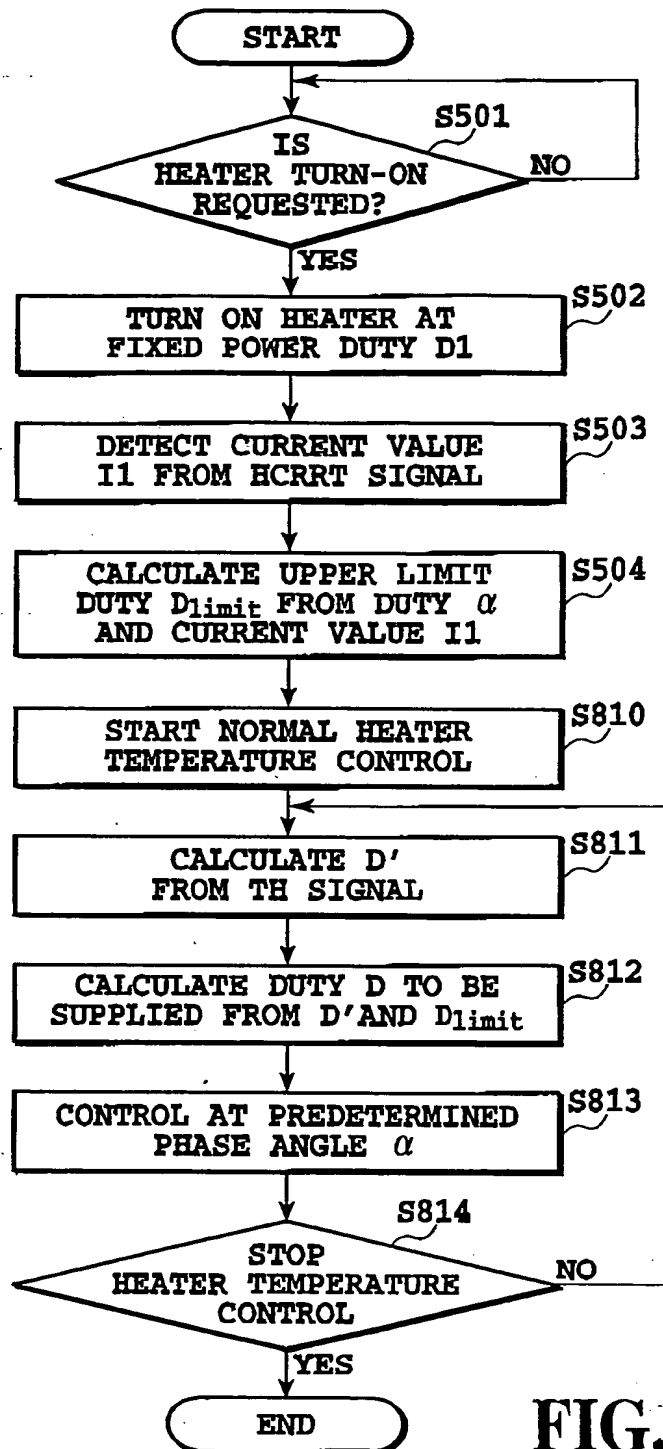 START
S501
IS
HEATER TURN-ON
REQUESTED?
NO
YES
S502
TURN ON HEATER AT
FIXED POWER DUTY D1
S503
DETECT CURRENT VALUE
I1 FROM HCRRT SIGNAL
S504
CALCULATE UPPER LIMIT
DUTY Dlimit FROM DUTY α
AND CURRENT VALUE I1
S810
START NORMAL HEATER
TEMPERATURE CONTROL
S811
CALCULATE D'
FROM TH SIGNAL
S812
CALCULATE DUTY D TO BE
SUPPLIED FROM D'AND Dlimit
S813
CONTROL AT PREDETERMINED
PHASE ANGLE α
S814
STOP
HEATER TEMPERATURE
CONTROL
NO
YES
END
FIG.